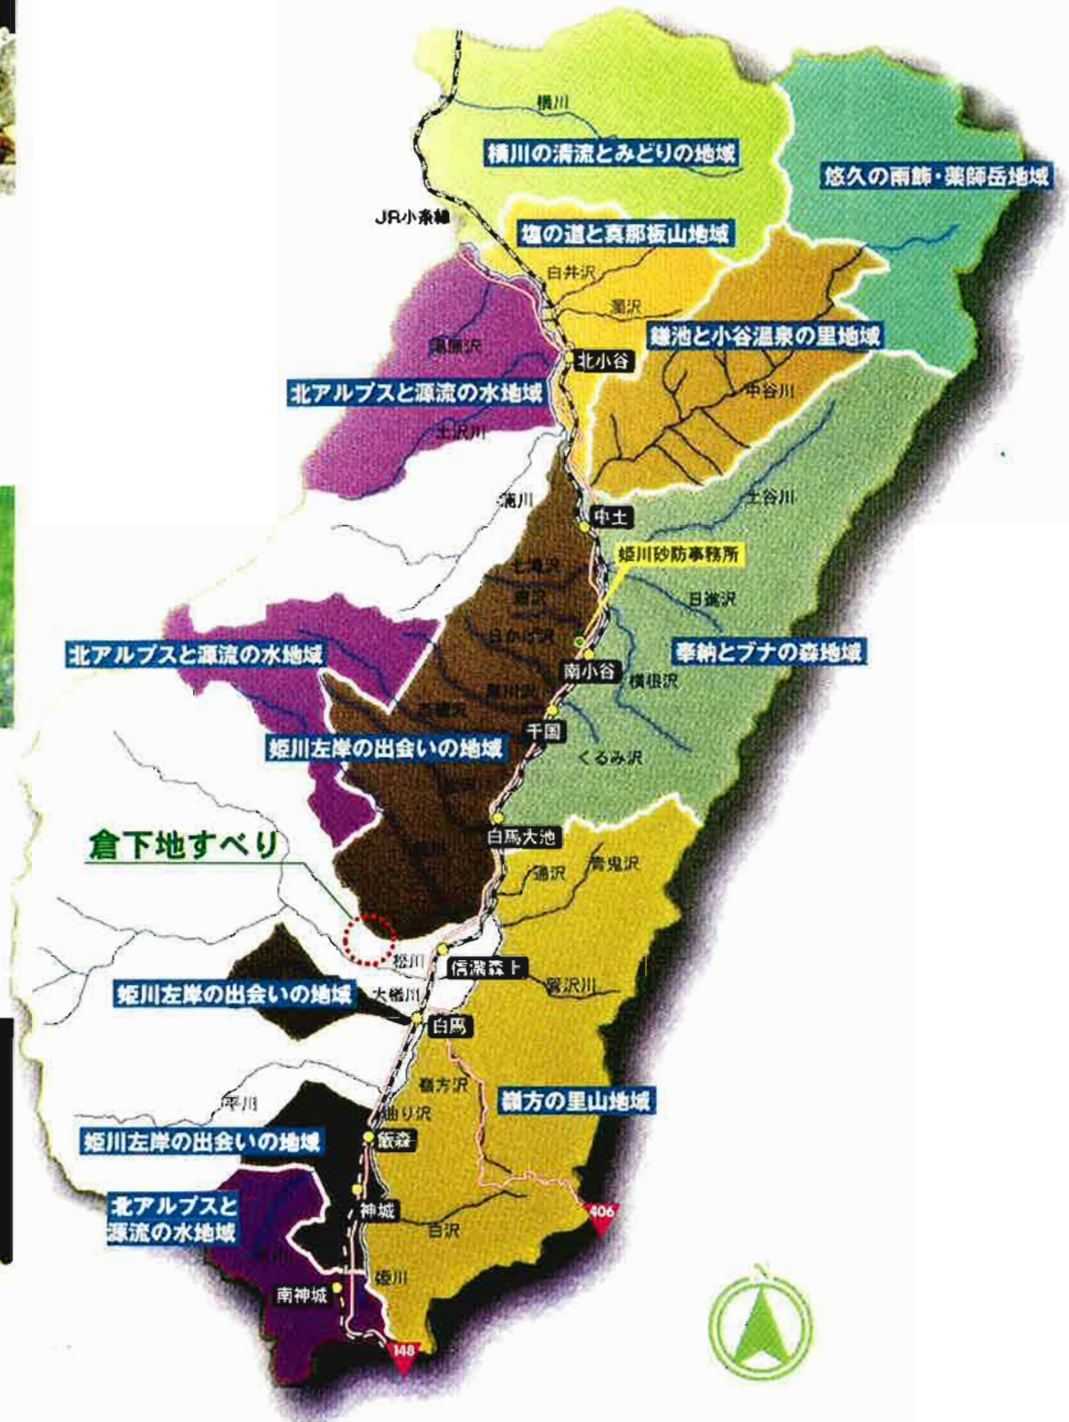 横川
横川の清流とみどりの地域
悠久の雨飾・薬師岳地域
JR小糸線
塩の道と真那板山地域
白井沢
濁沢
鎌池と小谷温泉の里地域
北小谷
北アルプスと源流の水地域
中谷川
土沢川
浦川
中土
土谷川
姫川砂防事務所
日進沢
北アルプスと源流の水地域
奉納とブナの森地域
南小谷
横根沢
千国
姫川左岸の出会いの地域
くるみ沢
倉下地すべり
白馬大池
通沢
青鬼沢
松川
信濃森上
姫川左岸の出会いの地域
大楢川
白馬
嶺方沢
嶺方の里山地域
平川
曲り沢
姫川左岸の出会いの地域
飯森
北アルプスと
源流の水地域
神城
406
白沢
姫川
南神城
148
N